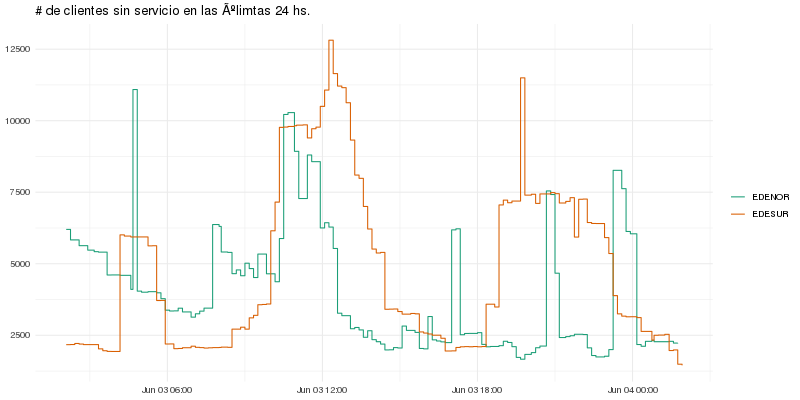 # de clientes sin servicio en las Ãºlimtas 24 hs.
12500
10000
7500
5000
2500
Jun 03 06:00
Jun 03 12:00
Jun 03 18:00
Jun 04 00:00
EDENOR
EDESUR